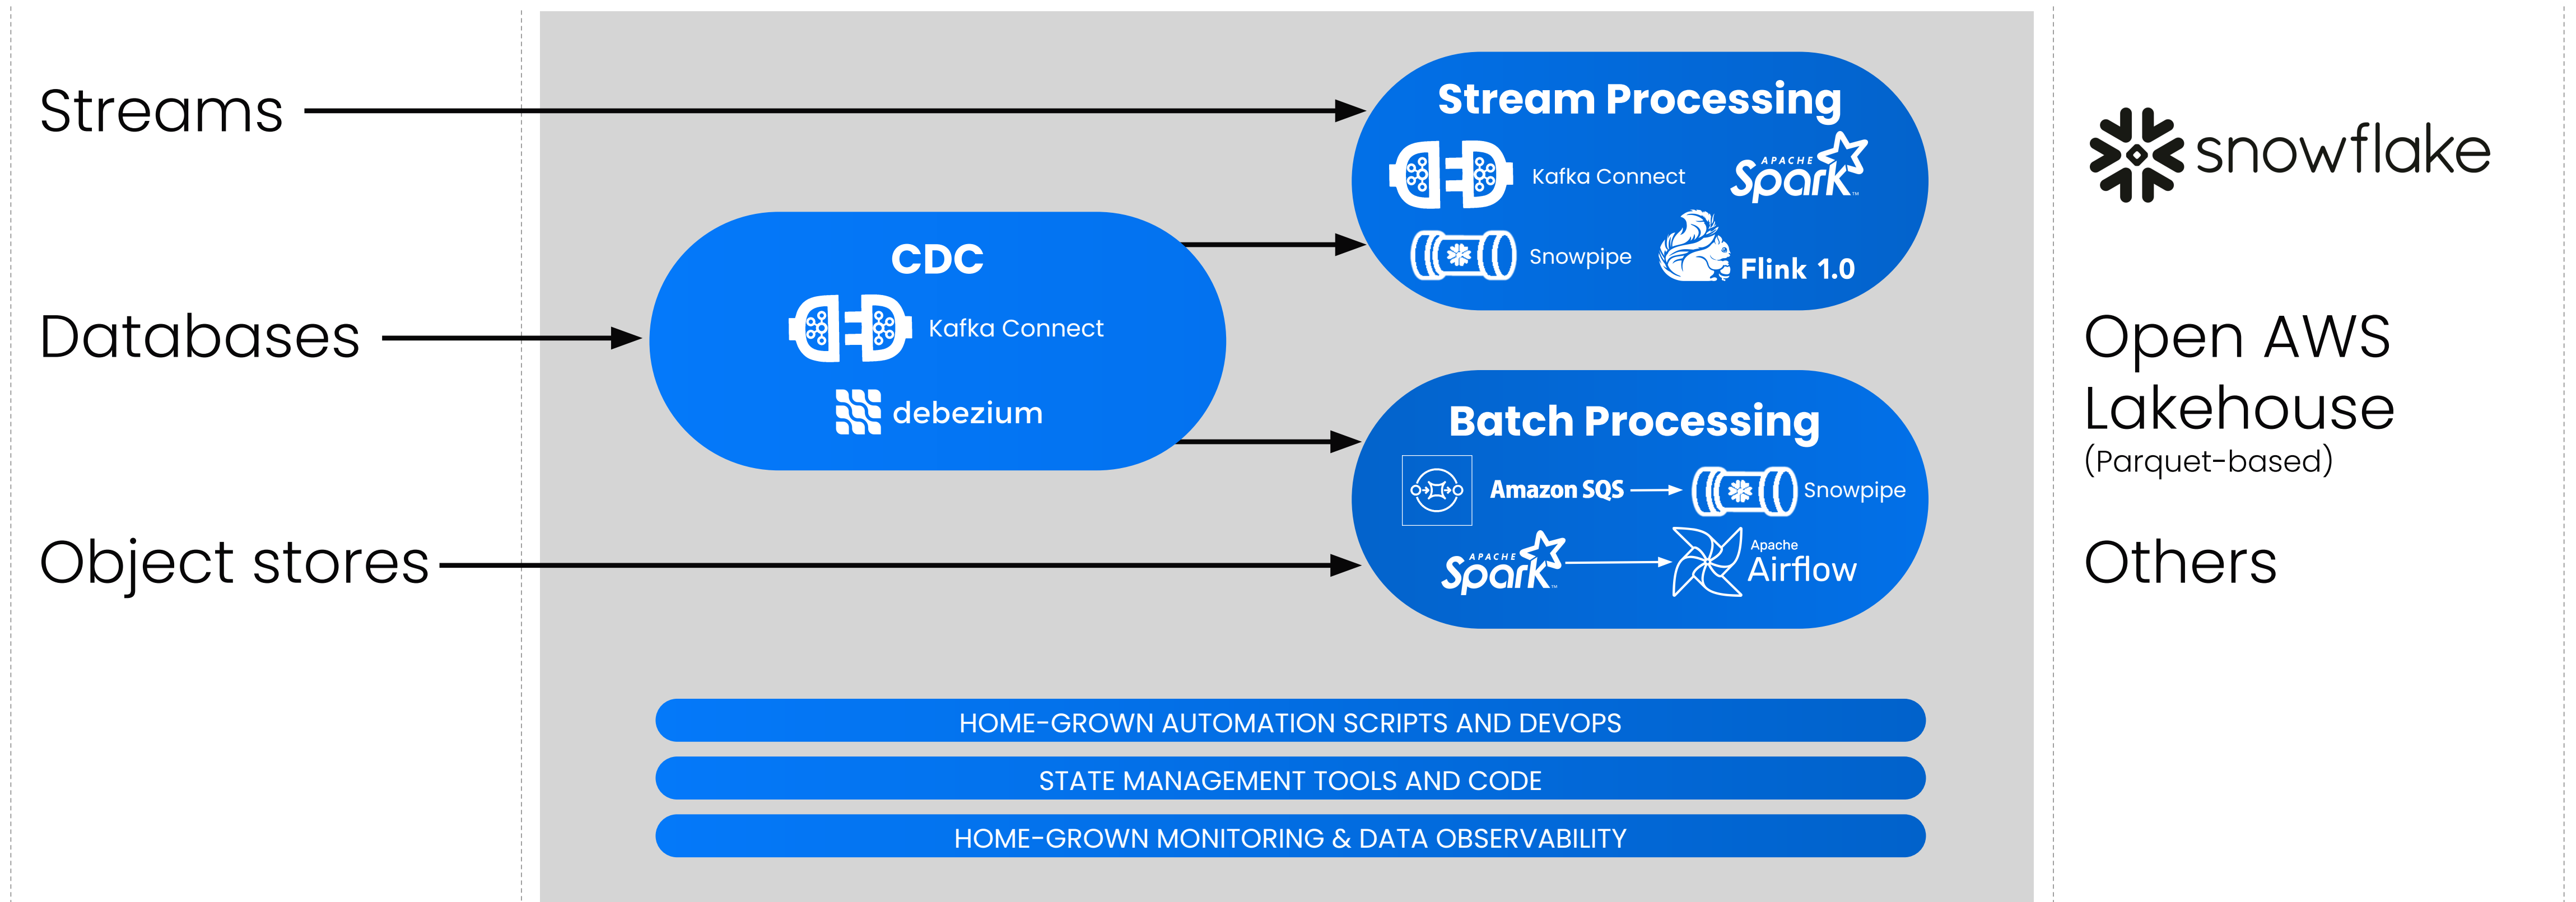 Streams
Databases
Object stores
CDC
Kafka Connect
debezium
Stream Processing
Kafka Connect
APACHE
Spark™
Snowpipe
Flink 1.0
Batch Processing
Amazon SQS
Snowpipe
APACHE
Spark™
Apache
Airflow
HOME-GROWN AUTOMATION SCRIPTS AND DEVOPS
STATE MANAGEMENT TOOLS AND CODE
HOME-GROWN MONITORING & DATA OBSERVABILITY
snowflake
Open AWS
Lakehouse
(Parquet-based)
Others